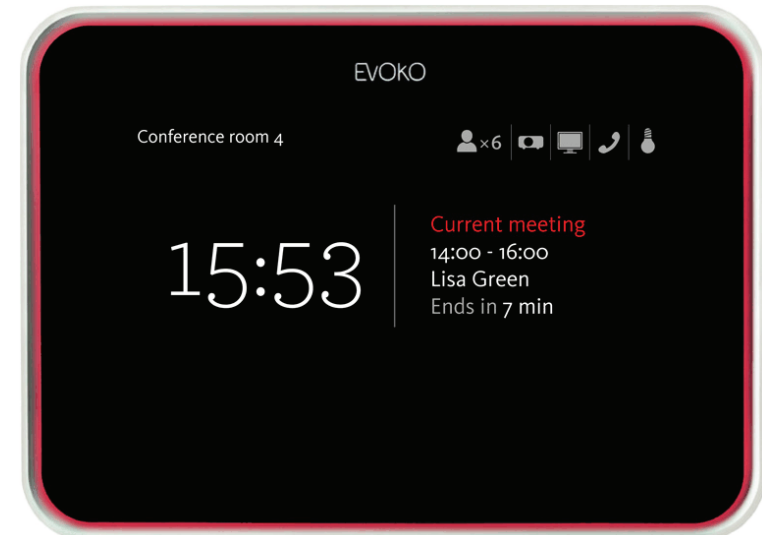 EVOKO
Conference room 4
×6
15:53
Current meeting
14:00 - 16:00
Lisa Green
Ends in 7 min